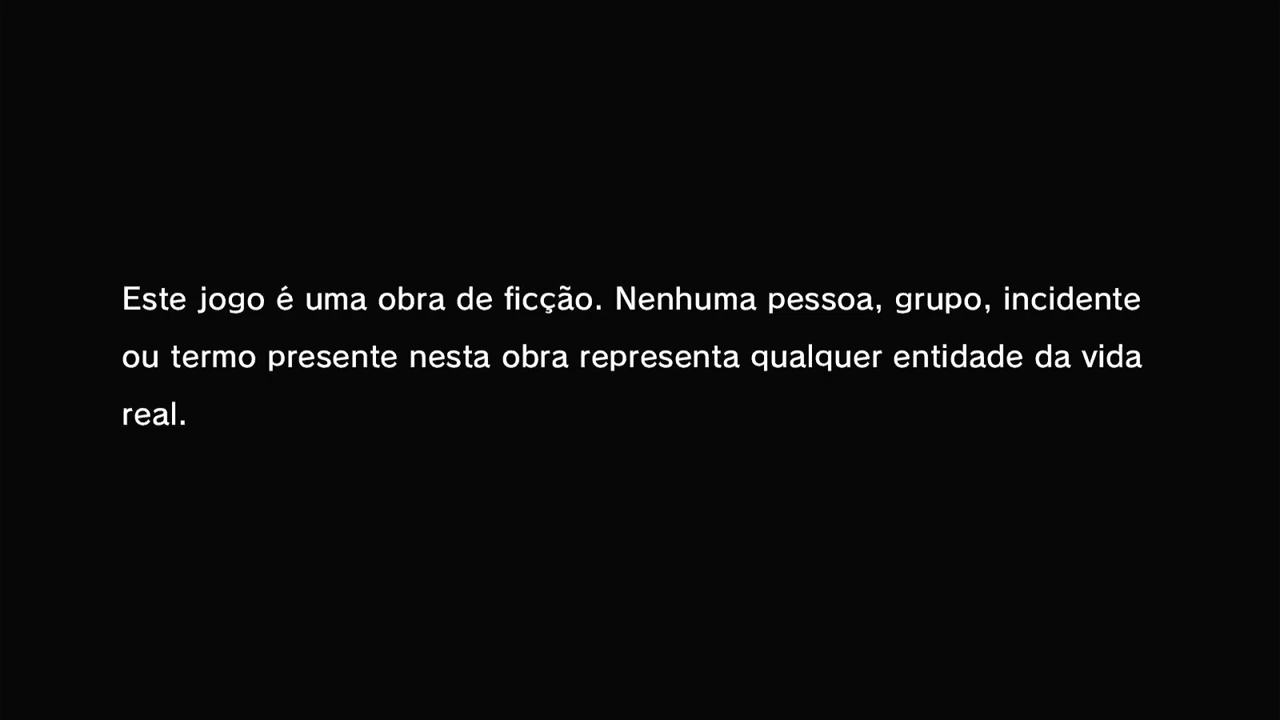 Este jogo é uma obra de ficção. Nenhuma pessoa, grupo, incidente
ou termo presente nesta obra representa qualquer entidade da vida
real.